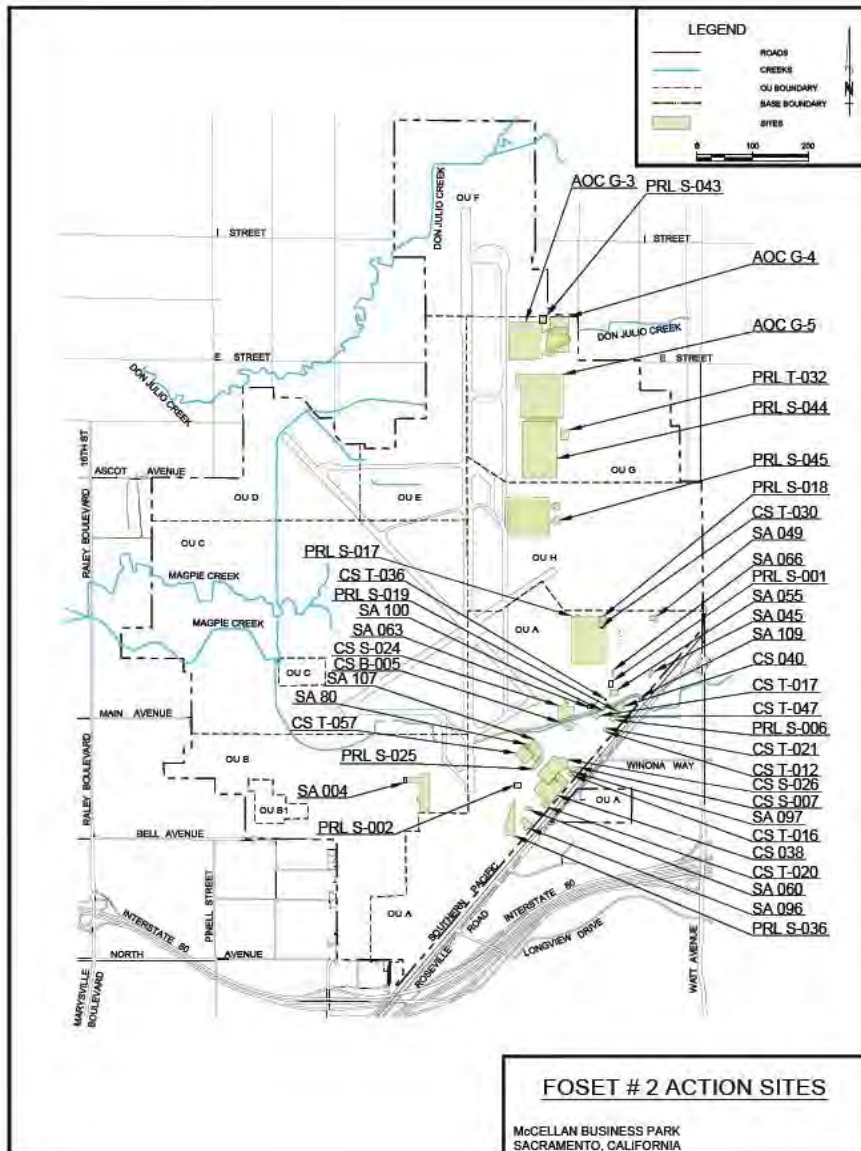 LEGEND
ROADS
CREEKS
OU BOUNDARY
BASE BOUNDARY
SITES
N
0 100 200
AOC G-3
PRL S-043
OU F
DON JULIO CREEK
I STREET
I STREET
AOC G-4
DON JULIO CREEK
AOC G-5
E STREET
E STREET
DON JULIO CREEK
PRL T-032
PRL S-044
16TH ST
ASCOT AVENUE
OU G
PRL S-045
OU D
OU E
PRL S-018
CS T-030
SA 049
RALEY BOULEVARD
OU C
OU H
PRL S-017
CS T-036
SA 066
MAGPIE CREEK
PRL S-019
PRL S-001
SA 100
SA 055
MAGPIE CREEK
SA 063
OU A
SA 045
CS S-024
SA 109
CS B-005
OU C
CS 040
SA 107
CS T-017
SA 80
CS T-047
MAIN AVENUE
CS T-057
PRL S-006
CS T-021
PRL S-025
OU B
WINONA WAY
CS T-012
CS S-026
SA 004
OU B1
OU A
CS S-007
SA 097
RALEY BOULEVARD
PRL S-002
CS T-016
BELL AVENUE
CS 038
CS T-020
SA 060
PINELL STREET
SOUTHERN PACIFIC
INTERSTATE 80
SA 096
OU A
PRL S-036
INTERSTATE 80
ROSEVILLE ROAD
LONGVIEW DRIVE
NORTH AVENUE
WATT AVENUE
MARYSVILLE
BOULEVARD
FOSET # 2 ACTION SITES
McCELLAN BUSINESS PARK
SACRAMENTO, CALIFORNIA